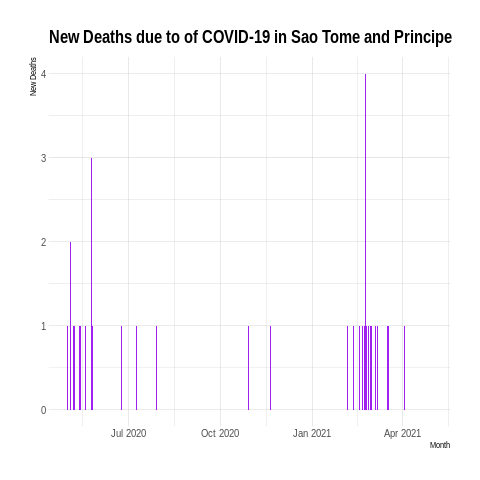 New Deaths due to of COVID-19 in Sao Tome and Principe
New Deaths
4
3
2
1
0
Jul 2020 Oct 2020 Jan 2021 Apr 2021
Month